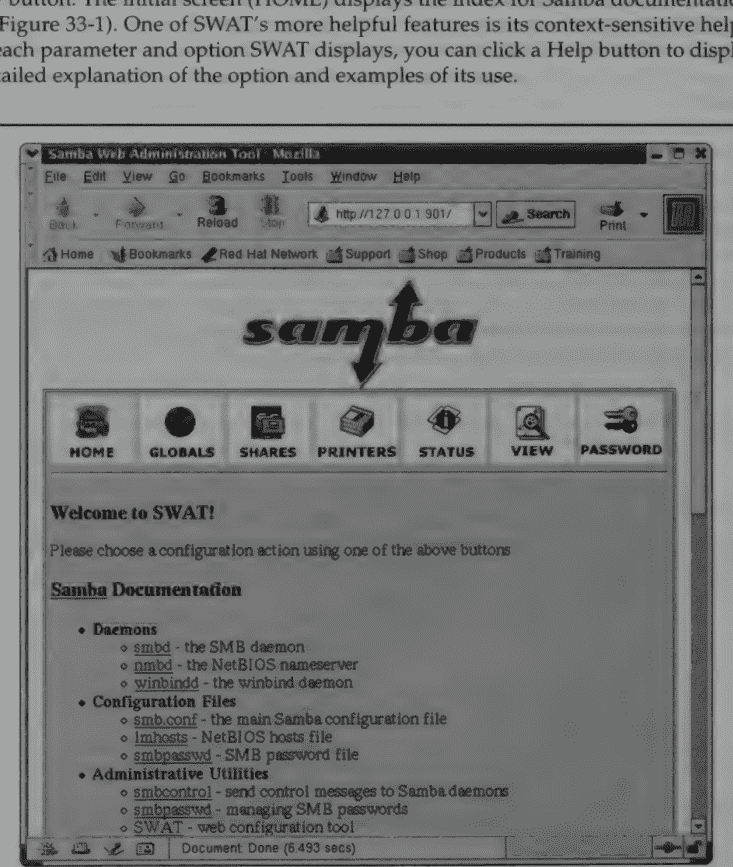 button. The initial screen (HOME) displays the index for Samba documentati
Figure 33-1). One of SWAT's more helpful features is its context-sensitive help
each parameter and option SWAT displays, you can click a Help button to displ
ailed explanation of the option and examples of its use.
Samba Web Administration Tool - Mozilla
File Edit View Go Bookmarks Tools Window Help
Back Forward Reload Stop http://127.0.0.1:901/ Search Print
Home Bookmarks Red Hat Network Support Shop Products Training
samba
HOME GLOBALS SHARES PRINTERS STATUS VIEW PASSWORD
Welcome to SWAT!
Please choose a configuration action using one of the above buttons
Samba Documentation
• Daemons
◦ smbd - the SMB daemon
◦ nmbd - the NetBIOS nameserver
◦ winbindd - the winbind daemon
• Configuration Files
◦ smb.conf - the main Samba configuration file
◦ lmhosts - NetBIOS hosts file
◦ smbpasswd - SMB password file
• Administrative Utilities
◦ smbcontrol - send control messages to Samba daemons
◦ smbpasswd - managing SMB passwords
◦ SWAT - web configuration tool
Document: Done (6.493 secs)